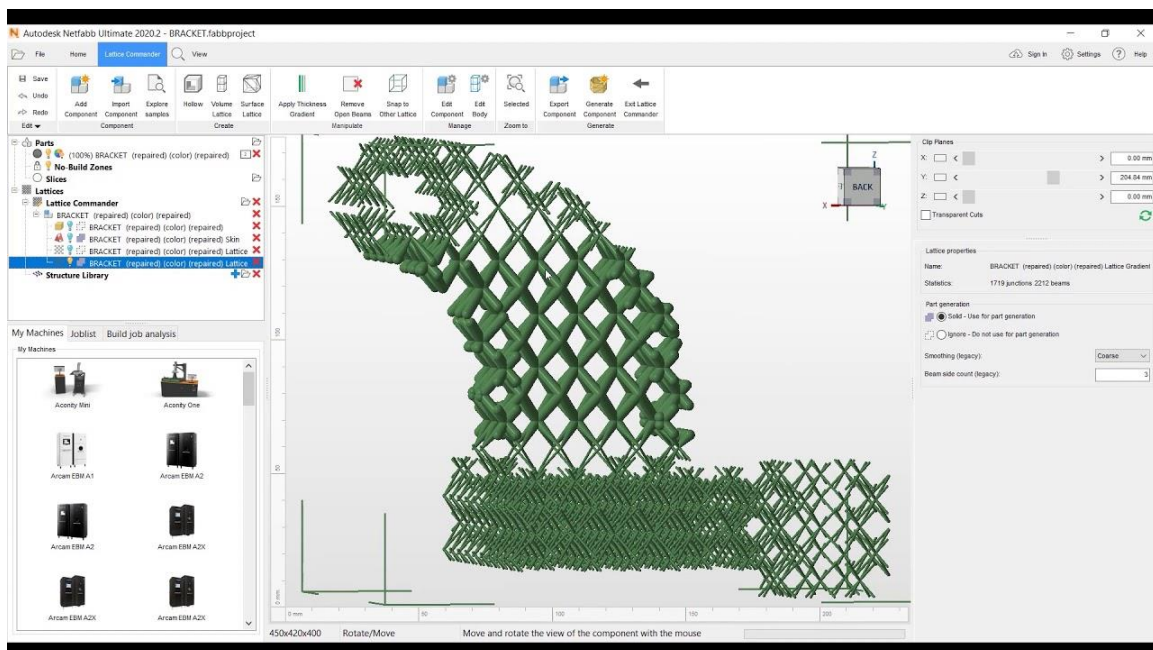 Autodesk Netfabb Ultimate 2020.2 - BRACKET.fabbproject
File Home Lattice Commander View Sign in Settings ? Help
Save
Undo
Redo
Edit
Add Component
Import Component
Explore samples
Component
Hollow
Volume Lattice
Surface Lattice
Create
Apply Thickness Gradient
Remove Open Beams
Snap to Other Lattice
Manipulate
Edit Component
Edit Body
Manage
Selected
Zoom to
Export Component
Generate Component
Exit Lattice Commander
Generate
Parts
(100%) BRACKET (repaired) (color) (repaired)
No-Build Zones
Slices
Lattices
Lattice Commander
BRACKET (repaired) (color) (repaired)
BRACKET (repaired) (color) (repaired)
BRACKET (repaired) (color) (repaired) Skin
BRACKET (repaired) (color) (repaired) Lattice
BRACKET (repaired) (color) (repaired) Lattice
Structure Library
My Machines Joblist Build job analysis
My Machines
Aconity Mini Aconity One
Arcam EBM A1 Arcam EBM A2
Arcam EBM A2 Arcam EBM A2X
Arcam EBM A2X Arcam EBM A2X
Z
BACK
X
150
100
50
0 mm
0 mm 50 100 150 200
450x420x400 Rotate/Move Move and rotate the view of the component with the mouse
Clip Planes
X: 0.00 mm
Y: 204.84 mm
Z: 0.00 mm
Transparent Cuts
Lattice properties
Name: BRACKET (repaired) (color) (repaired) Lattice Gradient
Statistics: 1719 junctions 2212 beams
Part generation
Solid - Use for part generation
Ignore - Do not use for part generation
Smoothing (legacy): Coarse
Beam side count (legacy): 3